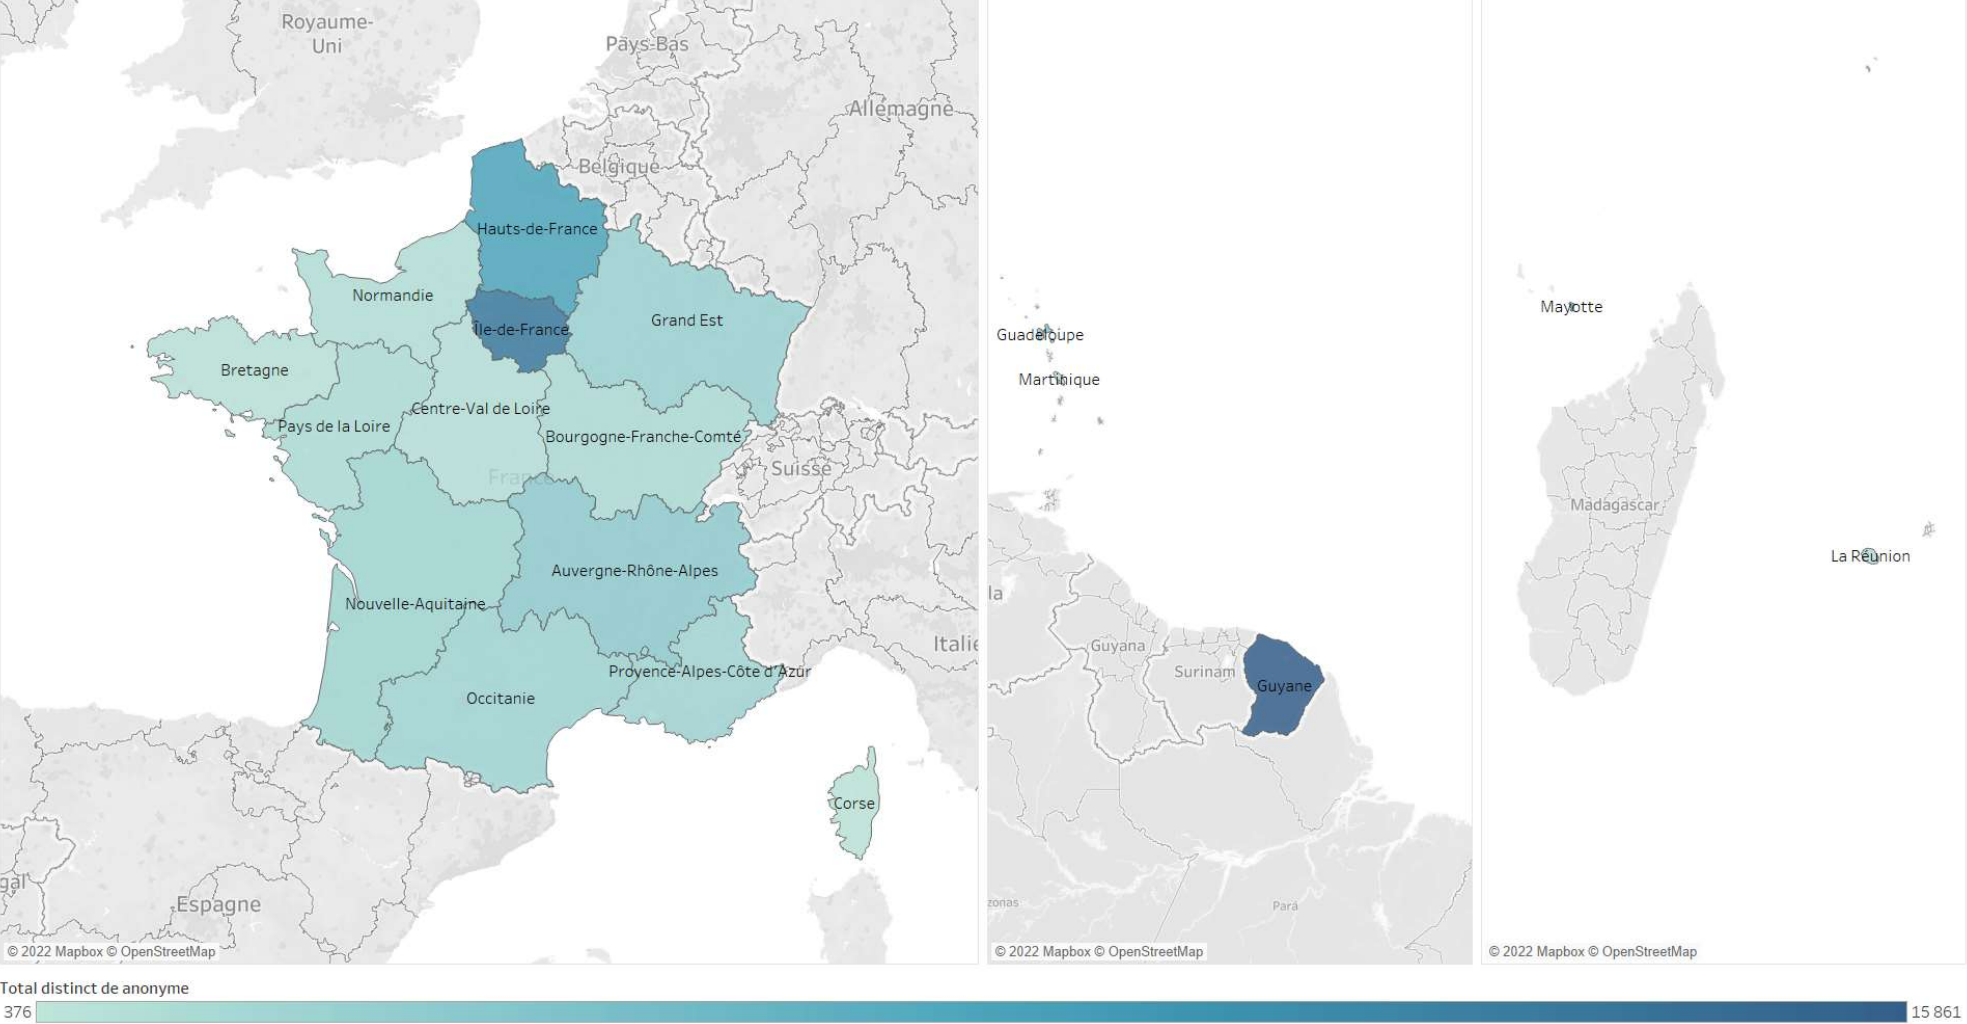 Royaume-
Uni
Pays-Bas
Allemagne
Belgique
Hauts-de-France
Normandie
Île-de-France
Grand Est
Bretagne
Centre-Val de Loire
Pays de la Loire
Bourgogne-Franche-Comté
Suisse
France
Auvergne-Rhône-Alpes
Nouvelle-Aquitaine
Italie
Provence-Alpes-Côte d'Azur
Occitanie
Corse
gal
Espagne
© 2022 Mapbox © OpenStreetMap
Guadeloupe
Martinique
la
Guyana
Surinam
Guyane
zonas
Pará
© 2022 Mapbox © OpenStreetMap
Mayotte
Madagascar
La Réunion
© 2022 Mapbox © OpenStreetMap
Total distinct de anonyme
376
15 861